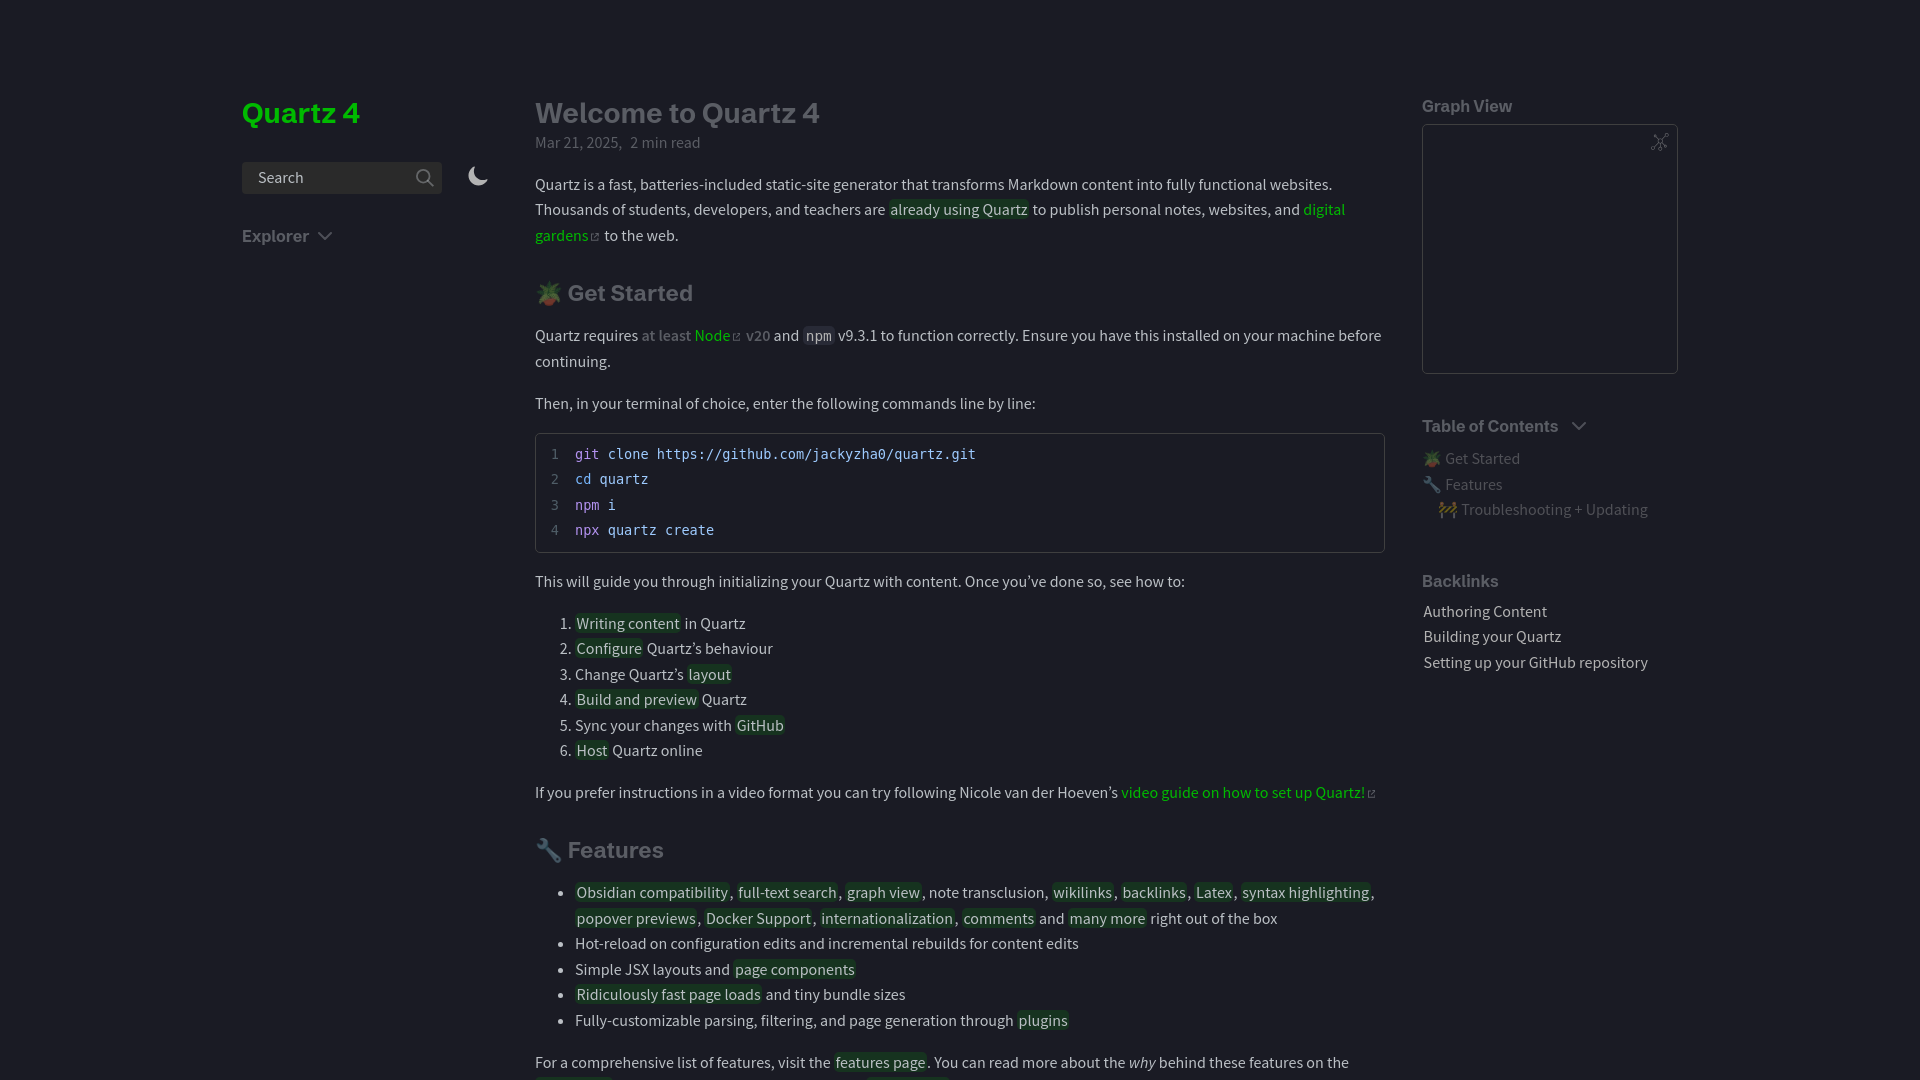 Quartz 4
Search
Explorer
Welcome to Quartz 4
Mar 21, 2025, 2 min read
Quartz is a fast, batteries-included static-site generator that transforms Markdown content into fully functional websites.
Thousands of students, developers, and teachers are already using Quartz to publish personal notes, websites, and digital
gardens to the web.
🪴 Get Started
Quartz requires at least Node v20 and npm v9.3.1 to function correctly. Ensure you have this installed on your machine before
continuing.
Then, in your terminal of choice, enter the following commands line by line:
1 git clone https://github.com/jackyzha0/quartz.git
2 cd quartz
3 npm i
4 npx quartz create
This will guide you through initializing your Quartz with content. Once you’ve done so, see how to:
1. Writing content in Quartz
2. Configure Quartz’s behaviour
3. Change Quartz’s layout
4. Build and preview Quartz
5. Sync your changes with GitHub
6. Host Quartz online
If you prefer instructions in a video format you can try following Nicole van der Hoeven’s video guide on how to set up Quartz!
🔧 Features
• Obsidian compatibility, full-text search, graph view, note transclusion, wikilinks, backlinks, Latex, syntax highlighting,
popover previews, Docker Support, internationalization, comments and many more right out of the box
• Hot-reload on configuration edits and incremental rebuilds for content edits
• Simple JSX layouts and page components
• Ridiculously fast page loads and tiny bundle sizes
• Fully-customizable parsing, filtering, and page generation through plugins
For a comprehensive list of features, visit the features page. You can read more about the why behind these features on the
Graph View
Table of Contents
🪴 Get Started
🔧 Features
🚧 Troubleshooting + Updating
Backlinks
Authoring Content
Building your Quartz
Setting up your GitHub repository